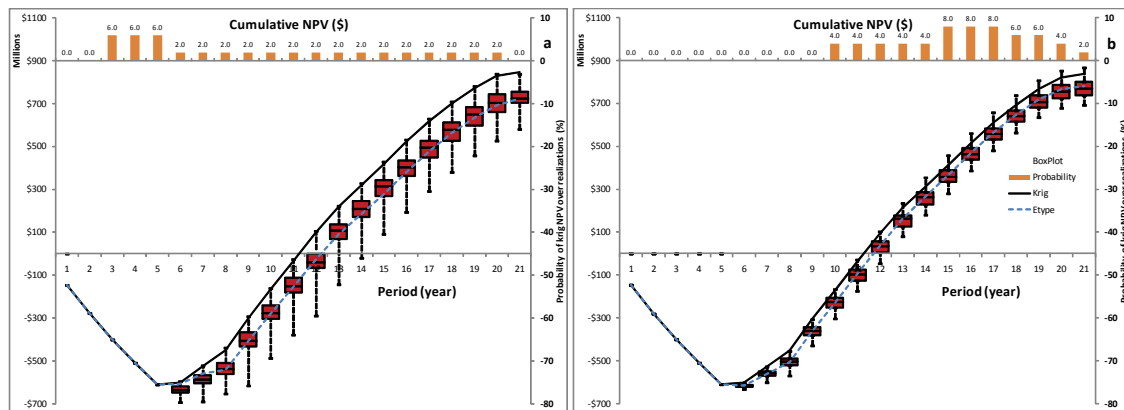 Cumulative NPV ($)
a
Millions
$1100
$900
$700
$500
$300
$100
-$100
-$300
-$500
-$700
10
0
-10
-20
-30
-40
-50
-60
-70
-80
0.0 0.0 6.0 6.0 6.0 2.0 2.0 2.0 2.0 2.0 2.0 2.0 2.0 2.0 2.0 2.0 2.0 2.0 2.0 2.0 0.0
1 2 3 4 5 6 7 8 9 10 11 12 13 14 15 16 17 18 19 20 21
Period (year)
Probability of krig NPV over realizations (%)
Cumulative NPV ($)
b
Millions
$1100
$900
$700
$500
$300
$100
-$100
-$300
-$500
-$700
10
0
-10
-20
-30
-40
-50
-60
-70
-80
0.0 0.0 0.0 0.0 0.0 0.0 0.0 0.0 0.0 4.0 4.0 4.0 4.0 4.0 8.0 8.0 8.0 6.0 6.0 4.0 2.0
BoxPlot
Probability
Krig
Etype
1 2 3 4 5 6 7 8 9 10 11 12 13 14 15 16 17 18 19 20 21
Period (year)
Probability of krig NPV over realizations (%)